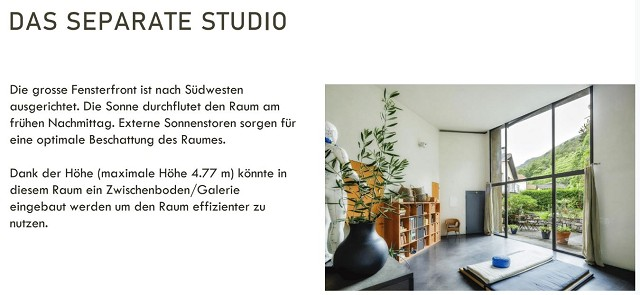 DAS SEPARATE STUDIO
Die grosse Fensterfront ist nach Südwesten
ausgerichtet. Die Sonne durchflutet den Raum am
frühen Nachmittag. Externe Sonnenstoren sorgen für
eine optimale Beschattung des Raumes.
Dank der Höhe (maximale Höhe 4.77 m) könnte in
diesem Raum ein Zwischenboden/Galerie
eingebaut werden um den Raum effizienter zu
nutzen.